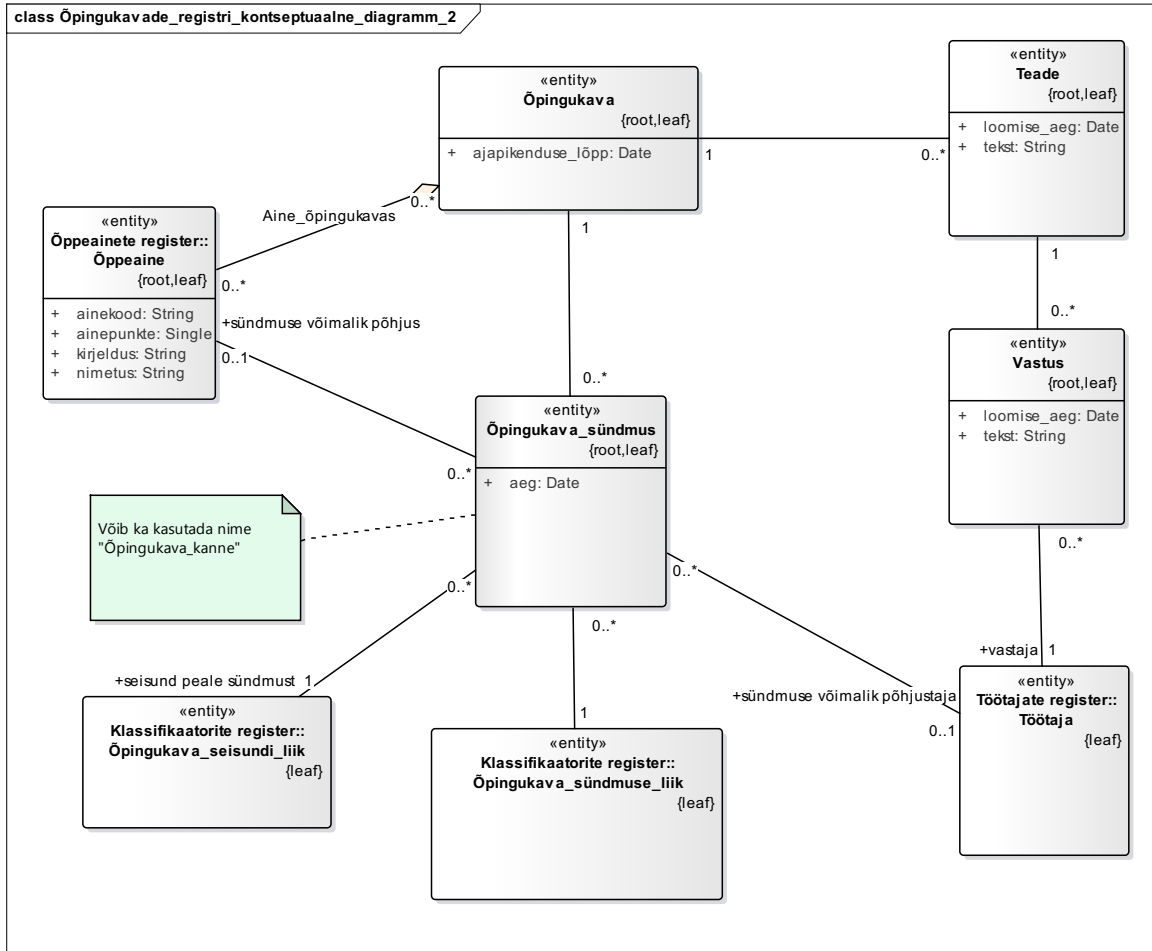 class Õpingukavade_registri_kontseptuaalne_diagramm_2
«entity»
Õpingukava
{root,leaf}
+ ajapikenduse_lõpp: Date
«entity»
Teade
{root,leaf}
+ loomise_aeg: Date
+ tekst: String
1
0..*
0..*
Aine_õpingukavas
0..*
1
«entity»
Õppeainete register::
Õppeaine
{root,leaf}
+ ainekood: String
+ ainepunkte: Single
+ kirjeldus: String
+ nimetus: String
+sündmuse võimalik põhjus
0..1
0..*
1
0..*
«entity»
Vastus
{root,leaf}
+ loomise_aeg: Date
+ tekst: String
0..*
«entity»
Õpingukava_sündmus
{root,leaf}
+ aeg: Date
0..*
Võib ka kasutada nime
"Õpingukava_kanne"
0..*
0..*
0..*
+vastaja 1
+seisund peale sündmust 1
+sündmuse võimalik põhjustaja
0..1
1
«entity»
Klassifikaatorite register::
Õpingukava_seisundi_liik
{leaf}
«entity»
Klassifikaatorite register::
Õpingukava_sündmuse_liik
{leaf}
«entity»
Töötajate register::
Töötaja
{leaf}